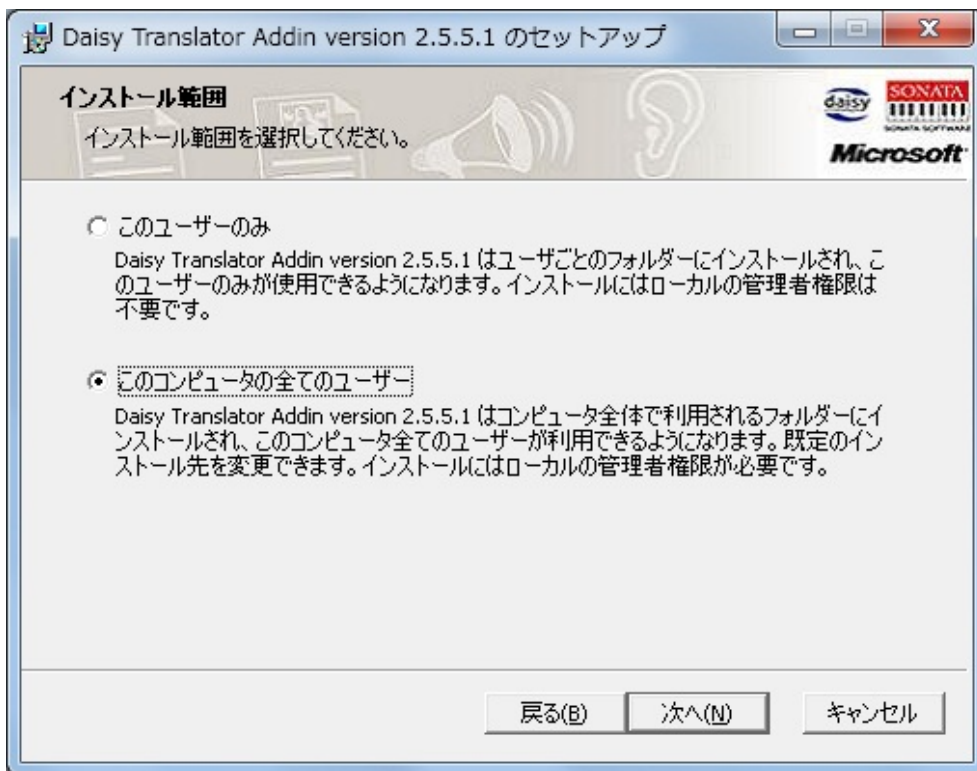 Daisy Translator Addin version 2.5.5.1 のセットアップ
インストール範囲
インストール範囲を選択してください。
daisy
SONATA
SONATA SOFTWARE
Microsoft
このユーザーのみ
Daisy Translator Addin version 2.5.5.1 はユーザごとのフォルダーにインストールされ、こ
のユーザーのみが使用できるようになります。インストールにはローカルの管理者権限は
不要です。
このコンピュータの全てのユーザー
Daisy Translator Addin version 2.5.5.1 はコンピュータ全体で利用されるフォルダーにイ
ンストールされ、このコンピュータ全てのユーザーが利用できるようになります。既定のイン
ストール先を変更できます。インストールにはローカルの管理者権限が必要です。
戻る(B)
次へ(N)
キャンセル